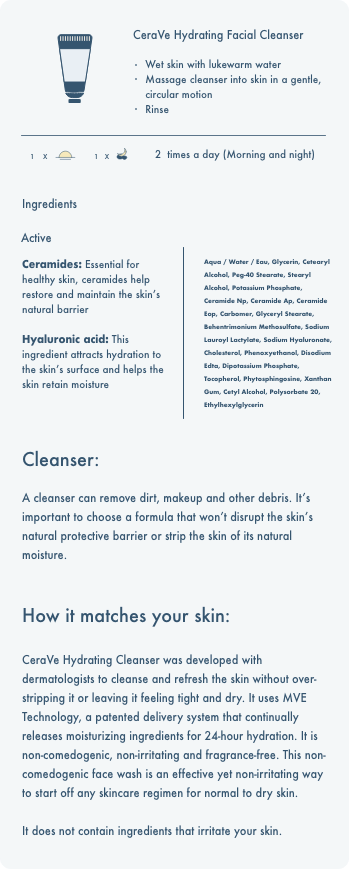 CeraVe Hydrating Facial Cleanser
· Wet skin with lukewarm water
· Massage cleanser into skin in a gentle,
circular motion
· Rinse
1 x
1 x
2 times a day (Morning and night)
Ingredients
Active
Ceramides: Essential for
healthy skin, ceramides help
restore and maintain the skin's
natural barrier
Hyaluronic acid: This
ingredient attracts hydration to
the skin's surface and helps the
skin retain moisture
Aqua / Water / Eau, Glycerin, Cetearyl
Alcohol, Peg-40 Stearate, Stearyl
Alcohol, Potassium Phosphate,
Ceramide Np, Ceramide Ap, Ceramide
Eop, Carbomer, Glyceryl Stearate,
Behentrimonium Methosulfate, Sodium
Lauroyl Lactylate, Sodium Hyaluronate,
Cholesterol, Phenoxyethanol, Disodium
Edta, Dipotassium Phosphate,
Tocopherol, Phytosphingosine, Xanthan
Gum, Cetyl Alcohol, Polysorbate 20,
Ethylhexylglycerin
Cleanser:
A cleanser can remove dirt, makeup and other debris. It's
important to choose a formula that won't disrupt the skin's
natural protective barrier or strip the skin of its natural
moisture.
How it matches your skin:
CeraVe Hydrating Cleanser was developed with
dermatologists to cleanse and refresh the skin without over-
stripping it or leaving it feeling tight and dry. It uses MVE
Technology, a patented delivery system that continually
releases moisturizing ingredients for 24-hour hydration. It is
non-comedogenic, non-irritating and fragrance-free. This non-
comedogenic face wash is an effective yet non-irritating way
to start off any skincare regimen for normal to dry skin.
It does not contain ingredients that irritate your skin.